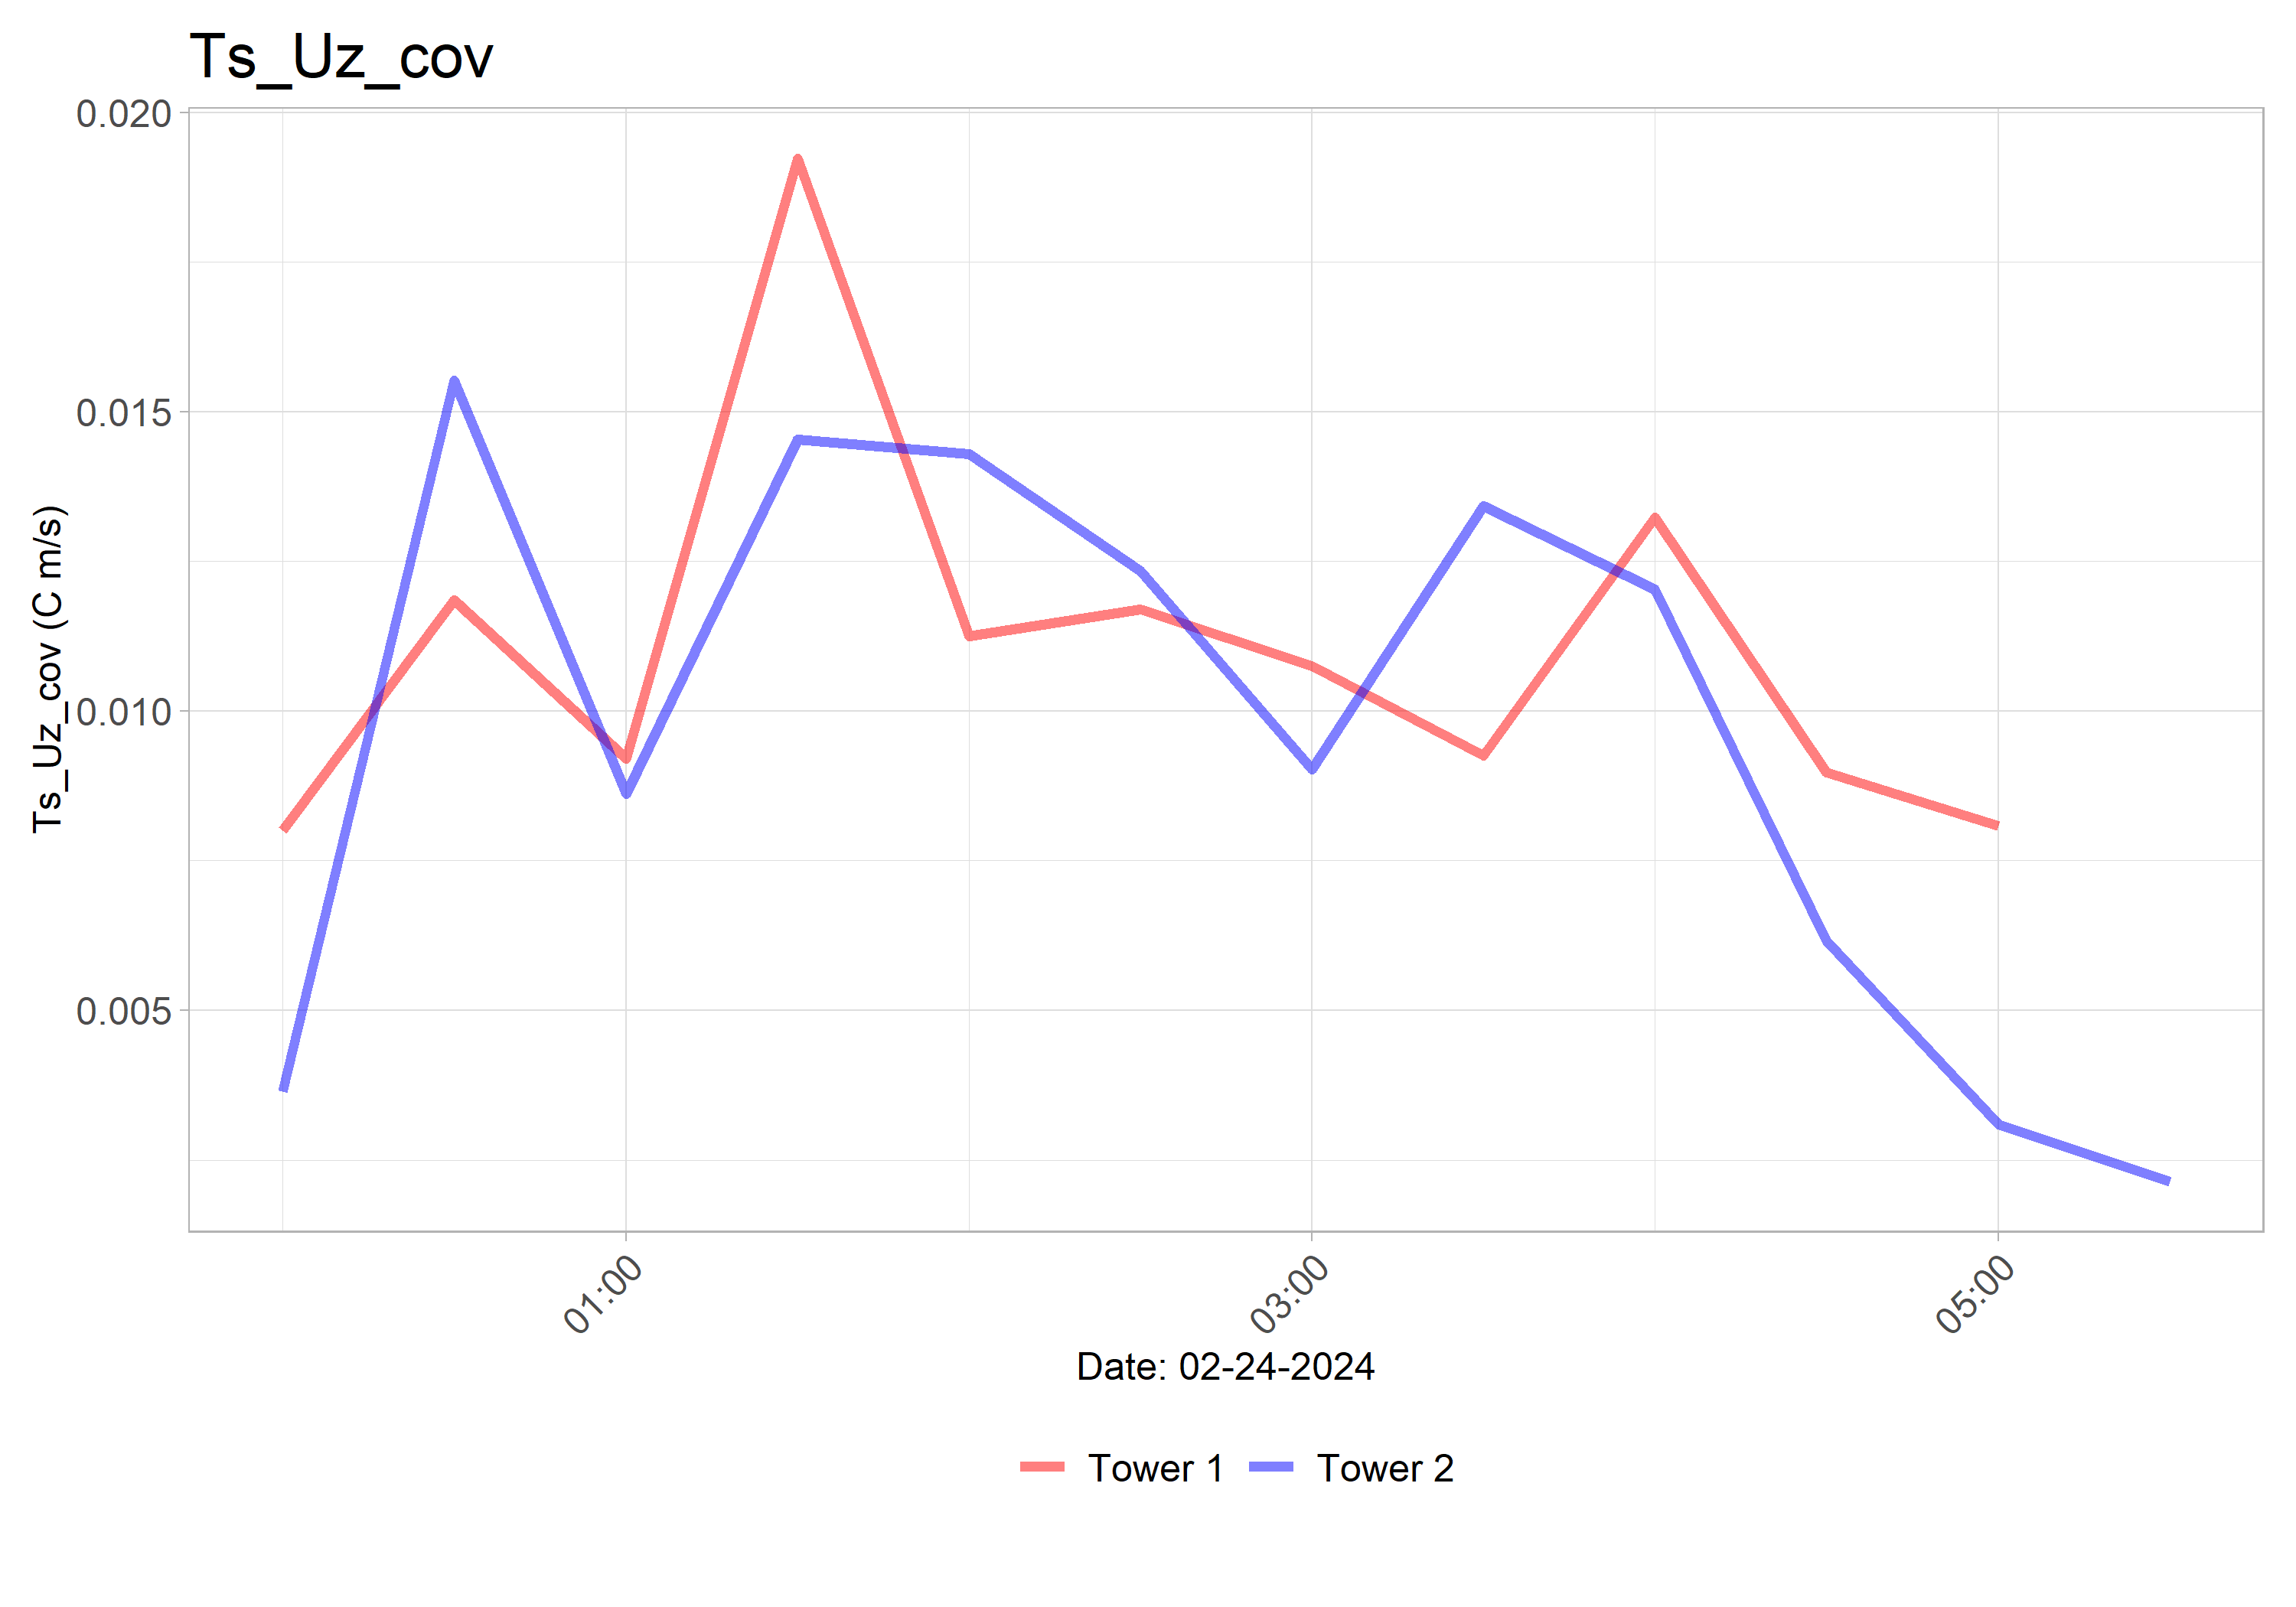 Ts_Uz_cov
0.020
0.015
0.010
0.005
Ts_Uz_cov (C m/s)
01:00
03:00
05:00
Date: 02-24-2024
Tower 1
Tower 2